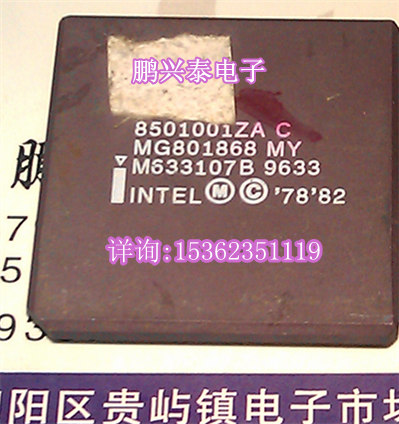 鹏兴泰电子
8501001ZA C
MG801868 MY
M633107B 9633
INTEL Ⓜ © '78'82
详询:15362351119
阳区贵屿镇电子市场